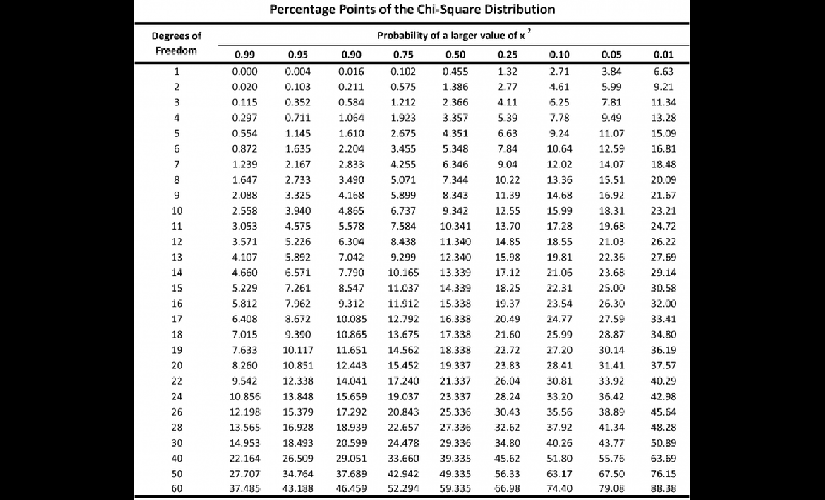 Percentage Points of the Chi-Square Distribution
Degrees of Freedom Probability of a larger value of x ²
0.99 0.95 0.90 0.75 0.50 0.25 0.10 0.05 0.01
1 0.000 0.004 0.016 0.102 0.455 1.32 2.71 3.84 6.63
2 0.020 0.103 0.211 0.575 1.386 2.77 4.61 5.99 9.21
3 0.115 0.352 0.584 1.212 2.366 4.11 6.25 7.81 11.34
4 0.297 0.711 1.064 1.923 3.357 5.39 7.78 9.49 13.28
5 0.554 1.145 1.610 2.675 4.351 6.63 9.24 11.07 15.09
6 0.872 1.635 2.204 3.455 5.348 7.84 10.64 12.59 16.81
7 1.239 2.167 2.833 4.255 6.346 9.04 12.02 14.07 18.48
8 1.647 2.733 3.490 5.071 7.344 10.22 13.36 15.51 20.09
9 2.088 3.325 4.168 5.899 8.343 11.39 14.68 16.92 21.67
10 2.558 3.940 4.865 6.737 9.342 12.55 15.99 18.31 23.21
11 3.053 4.575 5.578 7.584 10.341 13.70 17.28 19.68 24.72
12 3.571 5.226 6.304 8.438 11.340 14.85 18.55 21.03 26.22
13 4.107 5.892 7.042 9.299 12.340 15.98 19.81 22.36 27.69
14 4.660 6.571 7.790 10.165 13.339 17.12 21.06 23.68 29.14
15 5.229 7.261 8.547 11.037 14.339 18.25 22.31 25.00 30.58
16 5.812 7.962 9.312 11.912 15.338 19.37 23.54 26.30 32.00
17 6.408 8.672 10.085 12.792 16.338 20.49 24.77 27.59 33.41
18 7.015 9.390 10.865 13.675 17.338 21.60 25.99 28.87 34.80
19 7.633 10.117 11.651 14.562 18.338 22.72 27.20 30.14 36.19
20 8.260 10.851 12.443 15.452 19.337 23.83 28.41 31.41 37.57
22 9.542 12.338 14.041 17.240 21.337 26.04 30.81 33.92 40.29
24 10.856 13.848 15.659 19.037 23.337 28.24 33.20 36.42 42.98
26 12.198 15.379 17.292 20.843 25.336 30.43 35.56 38.89 45.64
28 13.565 16.928 18.939 22.657 27.336 32.62 37.92 41.34 48.28
30 14.953 18.493 20.599 24.478 29.336 34.80 40.26 43.77 50.89
40 22.164 26.509 29.051 33.660 39.335 45.62 51.80 55.76 63.69
50 27.707 34.764 37.689 42.942 49.335 56.33 63.17 67.50 76.15
60 37.485 43.188 46.459 52.294 59.335 66.98 74.40 79.08 88.38